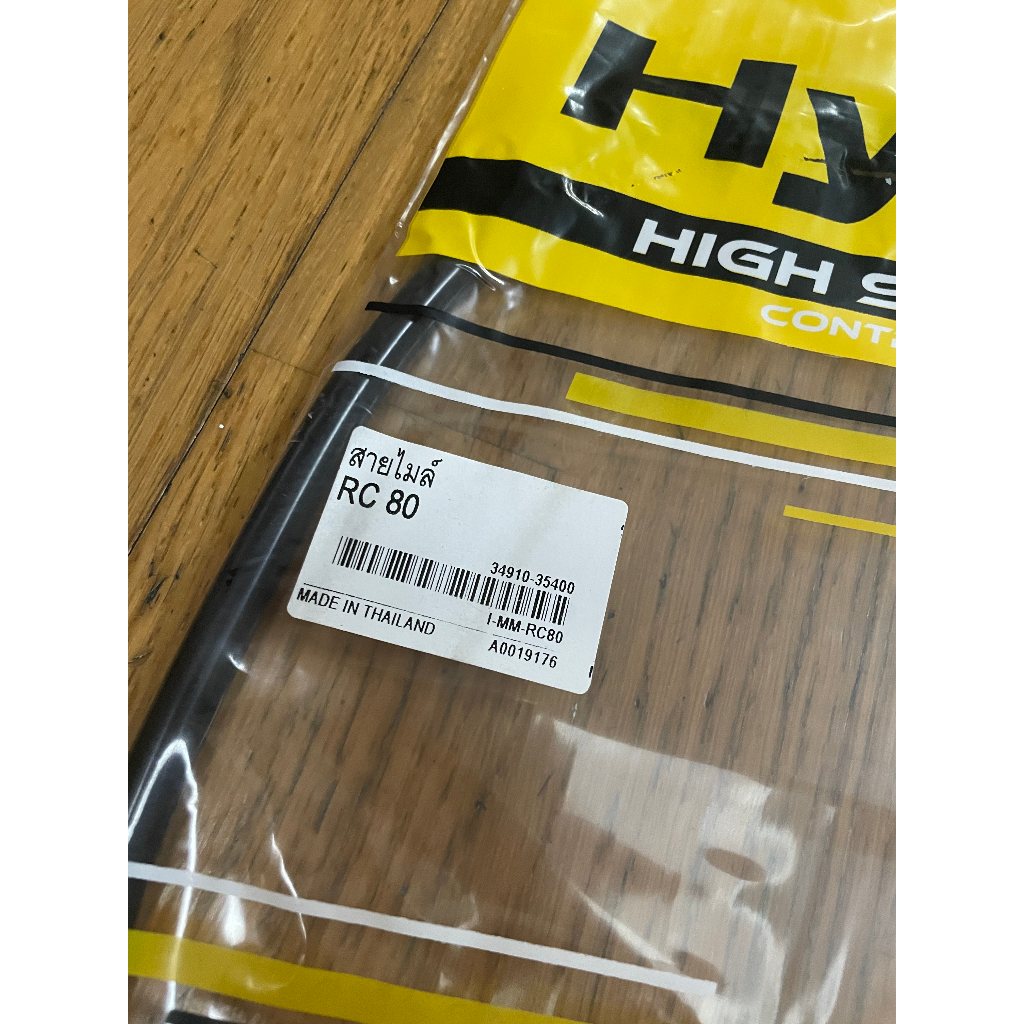 Hy
HIGH S
CONT
สายไมล์
RC 80
34910-35400
I-MM-RC80
MADE IN THAILAND
A0019176